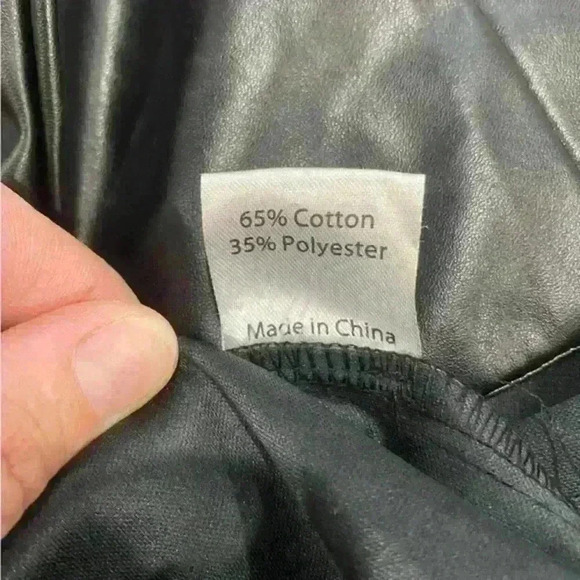 65% Cotton
35% Polyester
Made in China